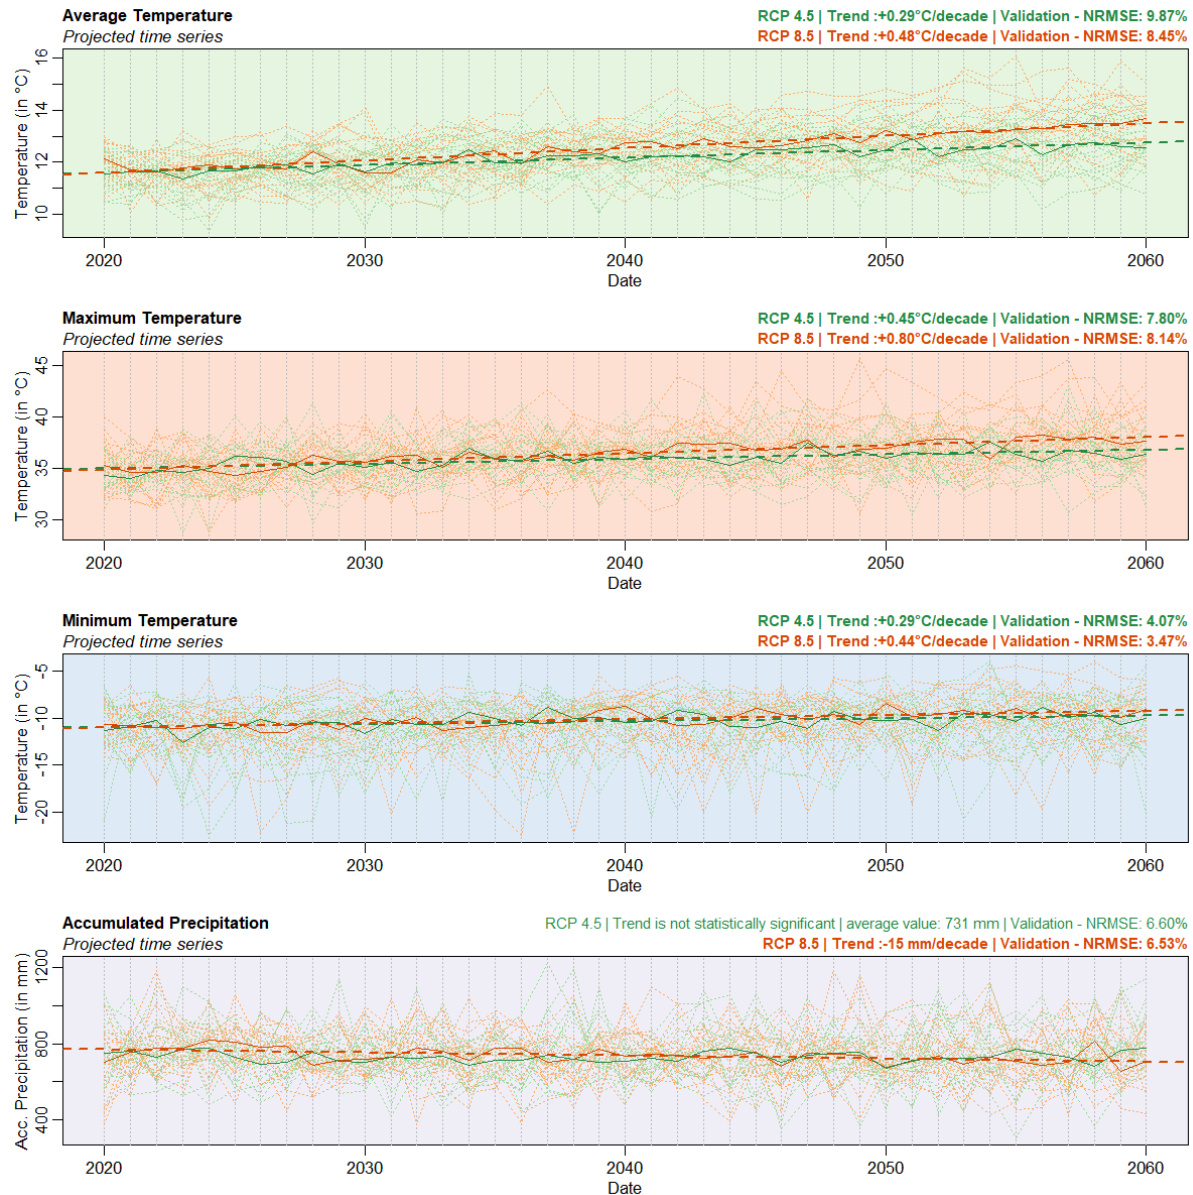 Average Temperature
RCP 4.5 | Trend :+0.29°C/decade | Validation - NRMSE: 9.87%
Projected time series
RCP 8.5 | Trend :+0.48°C/decade | Validation - NRMSE: 8.45%
Temperature (in °C)
16
14
12
10
2020
2030
2040
2050
2060
Date
Maximum Temperature
RCP 4.5 | Trend :+0.45°C/decade | Validation - NRMSE: 7.80%
Projected time series
RCP 8.5 | Trend :+0.80°C/decade | Validation - NRMSE: 8.14%
Temperature (in °C)
45
40
35
30
2020
2030
2040
2050
2060
Date
Minimum Temperature
RCP 4.5 | Trend :+0.29°C/decade | Validation - NRMSE: 4.07%
Projected time series
RCP 8.5 | Trend :+0.44°C/decade | Validation - NRMSE: 3.47%
Temperature (in °C)
-5
-10
-15
-20
2020
2030
2040
2050
2060
Date
Accumulated Precipitation
RCP 4.5 | Trend is not statistically significant | average value: 731 mm | Validation - NRMSE: 6.60%
Projected time series
RCP 8.5 | Trend :-15 mm/decade | Validation - NRMSE: 6.53%
Acc. Precipitation (in mm)
1200
800
400
2020
2030
2040
2050
2060
Date